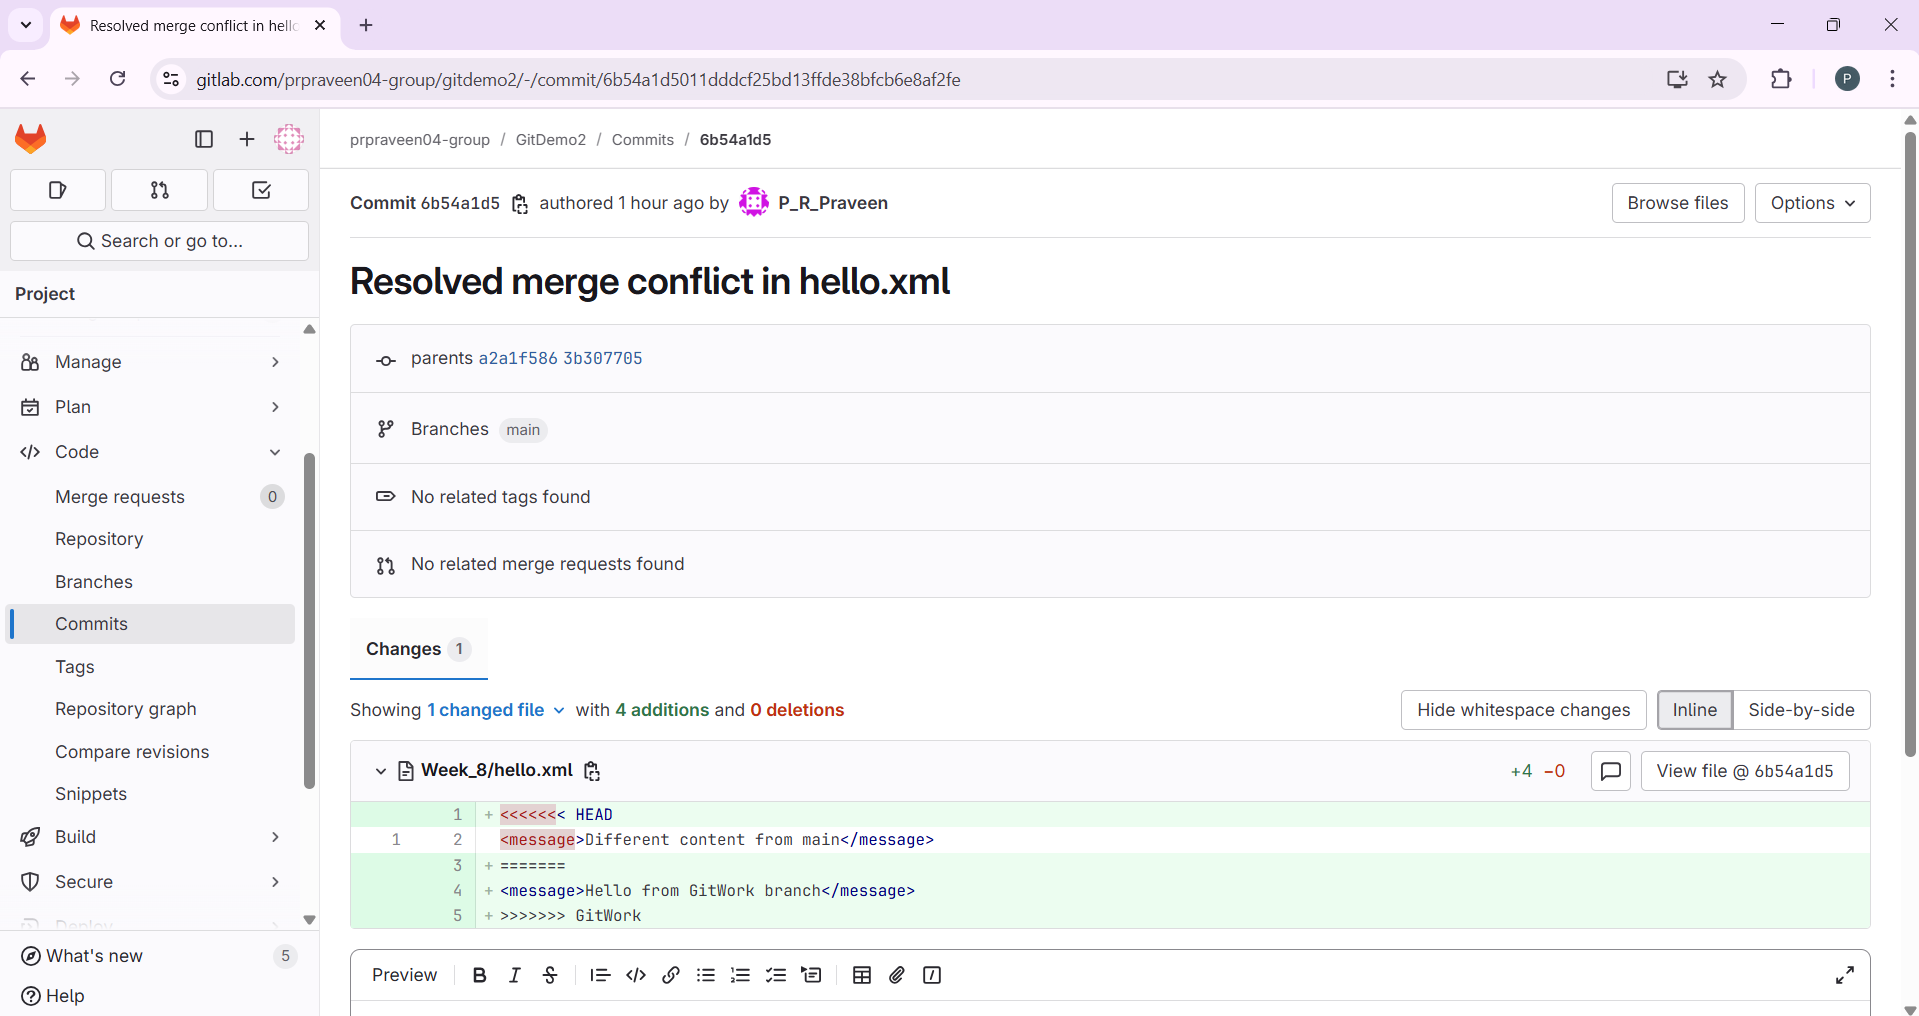 Resolved merge conflict in hello
gitlab.com/prpraveen04-group/gitdemo2/-/commit/6b54a1d5011dddcf25bd13ffde38bfcb6e8af2fe
P
Search or go to...
Project
Manage
Plan
Code
Merge requests 0
Repository
Branches
Commits
Tags
Repository graph
Compare revisions
Snippets
Build
Secure
Deploy
What's new 5
Help
prpraveen04-group / GitDemo2 / Commits / 6b54a1d5
Commit 6b54a1d5 authored 1 hour ago by P_R_Praveen
Browse files
Options
Resolved merge conflict in hello.xml
parents a2a1f586 3b307705
Branches main
No related tags found
No related merge requests found
Changes 1
Showing 1 changed file with 4 additions and 0 deletions
Hide whitespace changes
Inline
Side-by-side
Week_8/hello.xml
+4 −0
View file @ 6b54a1d5
1 + <<<<<<< HEAD
1 2 <message>Different content from main</message>
3 + =======
4 + <message>Hello from GitWork branch</message>
5 + >>>>>>> GitWork
Preview